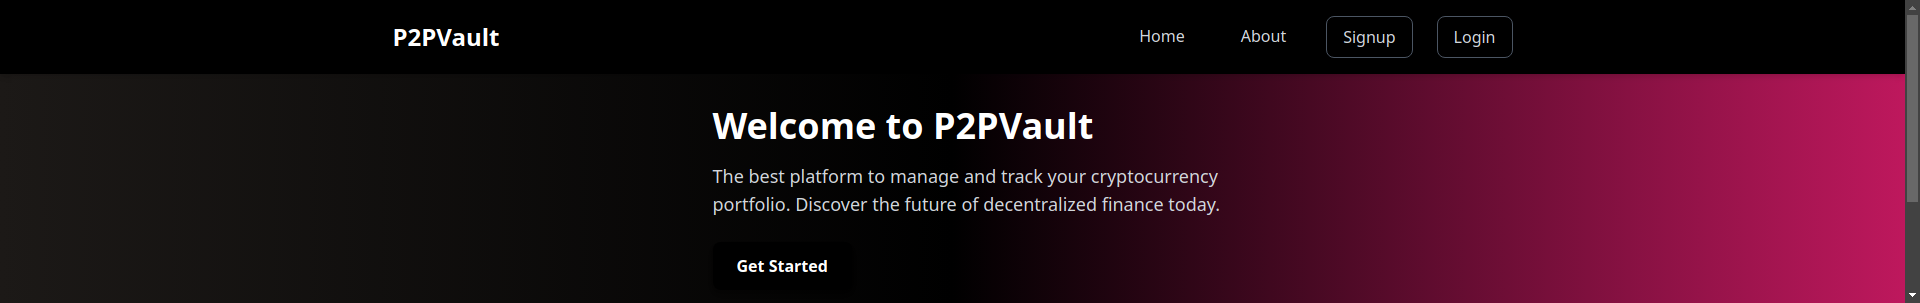 P2PVault
Home
About
Signup
Login
Welcome to P2PVault
The best platform to manage and track your cryptocurrency
portfolio. Discover the future of decentralized finance today.
Get Started